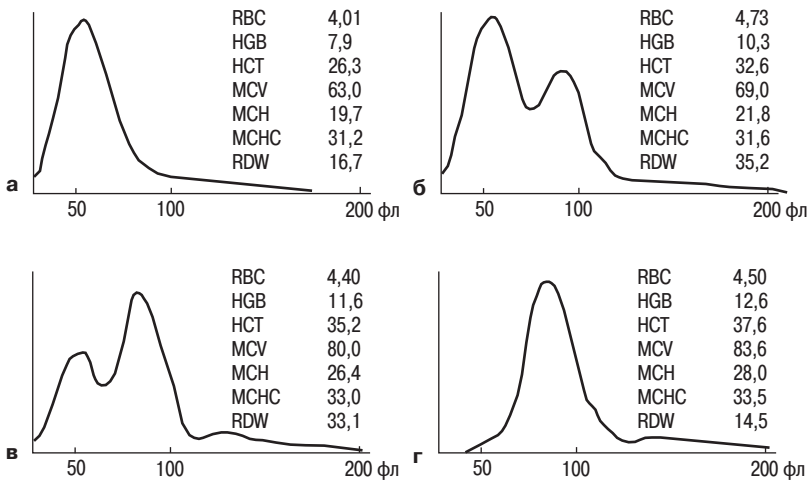 RBC 4,01
HGB 7,9
HCT 26,3
MCV 63,0
MCH 19,7
MCHC 31,2
RDW 16,7
а
50 100 200 фл
RBC 4,73
HGB 10,3
HCT 32,6
MCV 69,0
MCH 21,8
MCHC 31,6
RDW 35,2
б
50 100 200 фл
RBC 4,40
HGB 11,6
HCT 35,2
MCV 80,0
MCH 26,4
MCHC 33,0
RDW 33,1
в
50 100 200 фл
RBC 4,50
HGB 12,6
HCT 37,6
MCV 83,6
MCH 28,0
MCHC 33,5
RDW 14,5
г
50 100 200 фл